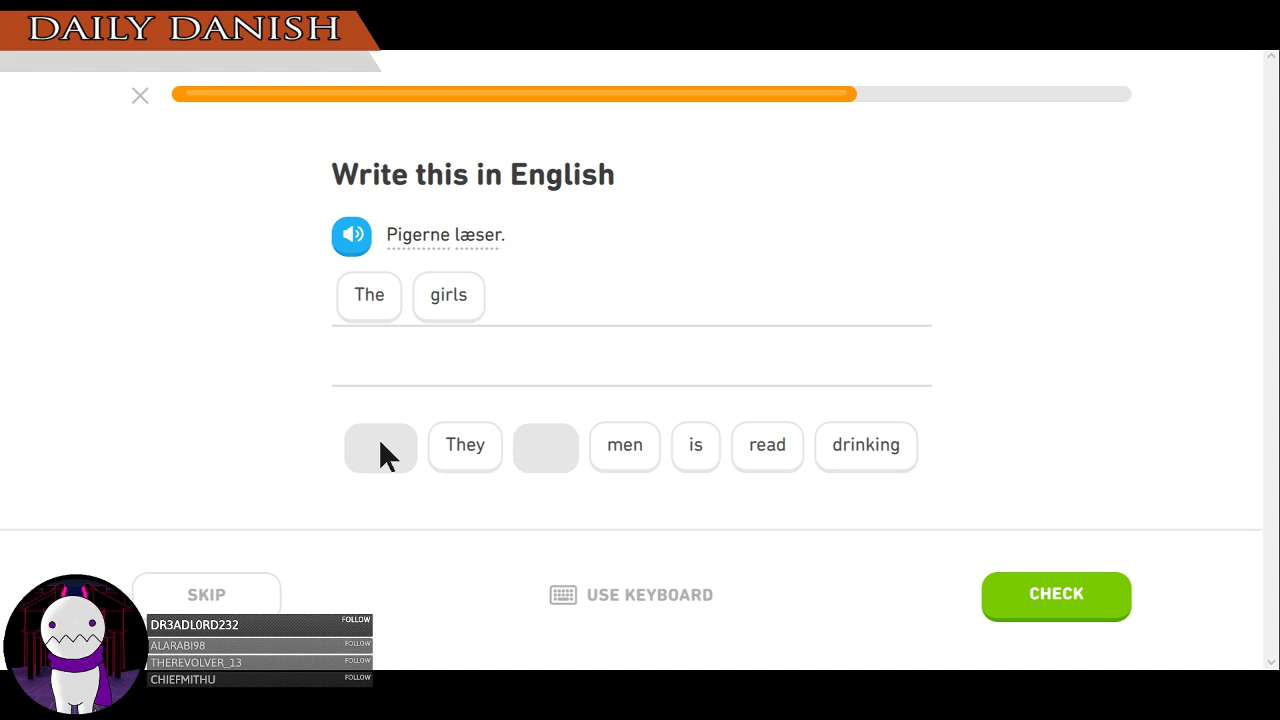 DAILY DANISH
Write this in English
Pigerne læser.
The girls
They men is read drinking
SKIP USE KEYBOARD CHECK
DR3ADL0RD232 FOLLOW
ALARABI98 FOLLOW
THEREVOLVER_13 FOLLOW
CHIEFMITHU FOLLOW